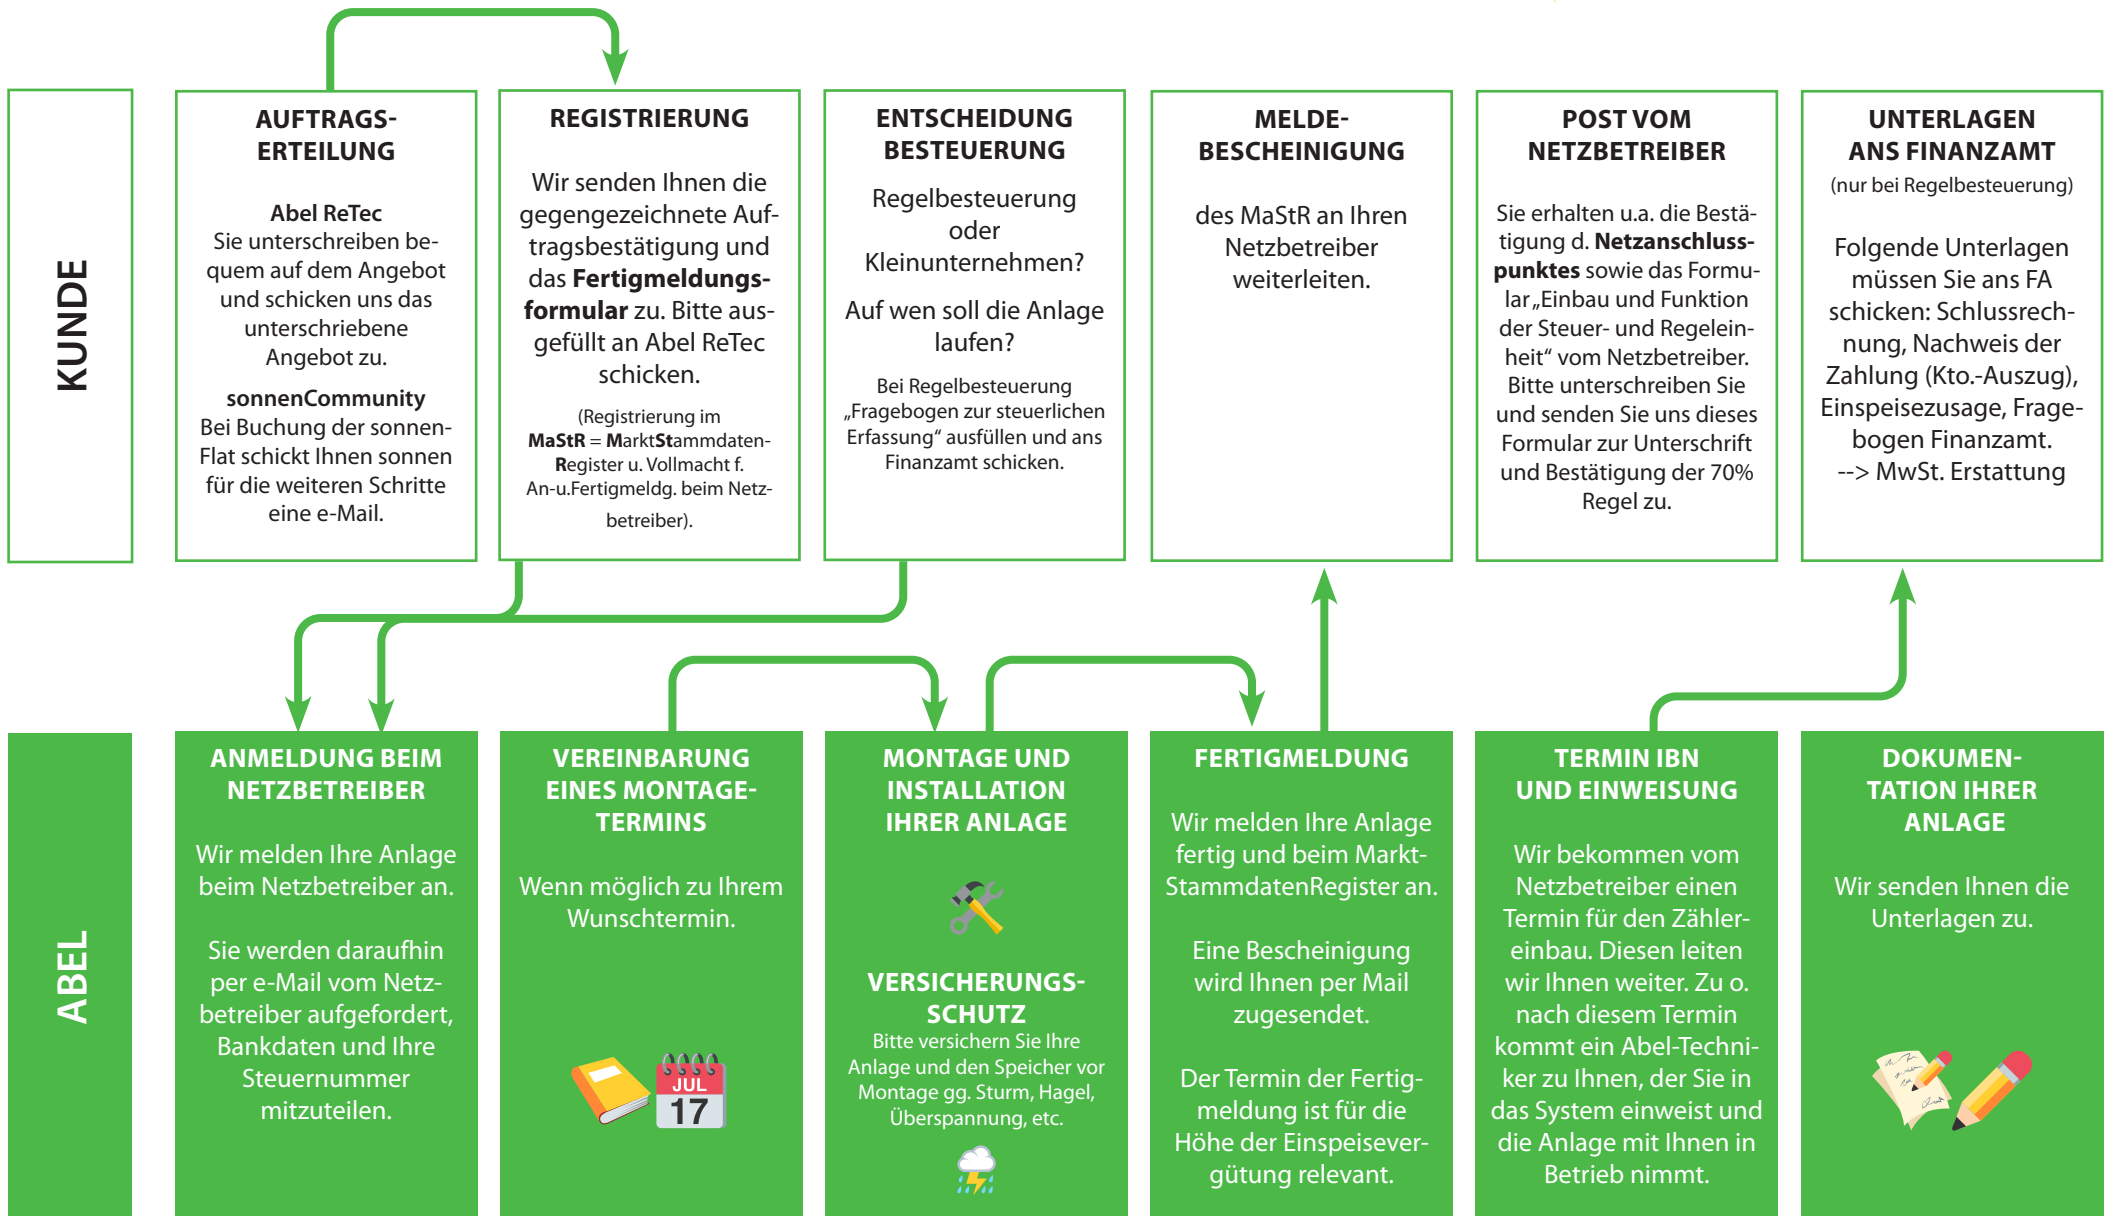 KUNDE
AUFTRAGS-
ERTEILUNG
Abel ReTec
Sie unterschreiben be-
quem auf dem Angebot
und schicken uns das
unterschriebene
Angebot zu.
sonnenCommunity
Bei Buchung der sonnen-
Flat schickt Ihnen sonnen
für die weiteren Schritte
eine e-Mail.
REGISTRIERUNG
Wir senden Ihnen die
gegengezeichnete Auf-
tragsbestätigung und
das Fertigmeldungs-
formular zu. Bitte aus-
gefüllt an Abel ReTec
schicken.
(Registrierung im
MaStR = MarktStammdaten-
Register u. Vollmacht f.
An-u.Fertigmeldg. beim Netz-
betreiber).
ENTSCHEIDUNG
BESTEUERUNG
Regelbesteuerung
oder
Kleinunternehmen?
Auf wen soll die Anlage
laufen?
Bei Regelbesteuerung
„Fragebogen zur steuerlichen
Erfassung“ ausfüllen und ans
Finanzamt schicken.
MELDE-
BESCHEINIGUNG
des MaStR an Ihren
Netzbetreiber
weiterleiten.
POST VOM
NETZBETREIBER
Sie erhalten u.a. die Bestä-
tigung d. Netzanschluss-
punktes sowie das Formu-
lar „Einbau und Funktion
der Steuer- und Regelein-
heit“ vom Netzbetreiber.
Bitte unterschreiben Sie
und senden Sie uns dieses
Formular zur Unterschrift
und Bestätigung der 70%
Regel zu.
UNTERLAGEN
ANS FINANZAMT
(nur bei Regelbesteuerung)
Folgende Unterlagen
müssen Sie ans FA
schicken: Schlussrech-
nung, Nachweis der
Zahlung (Kto.-Auszug),
Einspeisezusage, Frage-
bogen Finanzamt.
--> MwSt. Erstattung
ABEL
ANMELDUNG BEIM
NETZBETREIBER
Wir melden Ihre Anlage
beim Netzbetreiber an.
Sie werden daraufhin
per e-Mail vom Netz-
betreiber aufgefordert,
Bankdaten und Ihre
Steuernummer
mitzuteilen.
VEREINBARUNG
EINES MONTAGE-
TERMINS
Wenn möglich zu Ihrem
Wunschtermin.
JUL
17
MONTAGE UND
INSTALLATION
IHRER ANLAGE
VERSICHERUNGS-
SCHUTZ
Bitte versichern Sie Ihre
Anlage und den Speicher vor
Montage gg. Sturm, Hagel,
Überspannung, etc.
FERTIGMELDUNG
Wir melden Ihre Anlage
fertig und beim Markt-
StammdatenRegister an.
Eine Bescheinigung
wird Ihnen per Mail
zugesendet.
Der Termin der Fertig-
meldung ist für die
Höhe der Einspeisever-
gütung relevant.
TERMIN IBN
UND EINWEISUNG
Wir bekommen vom
Netzbetreiber einen
Termin für den Zähler-
einbau. Diesen leiten
wir Ihnen weiter. Zu o.
nach diesem Termin
kommt ein Abel-Techni-
ker zu Ihnen, der Sie in
das System einweist und
die Anlage mit Ihnen in
Betrieb nimmt.
DOKUMEN-
TATION IHRER
ANLAGE
Wir senden Ihnen die
Unterlagen zu.